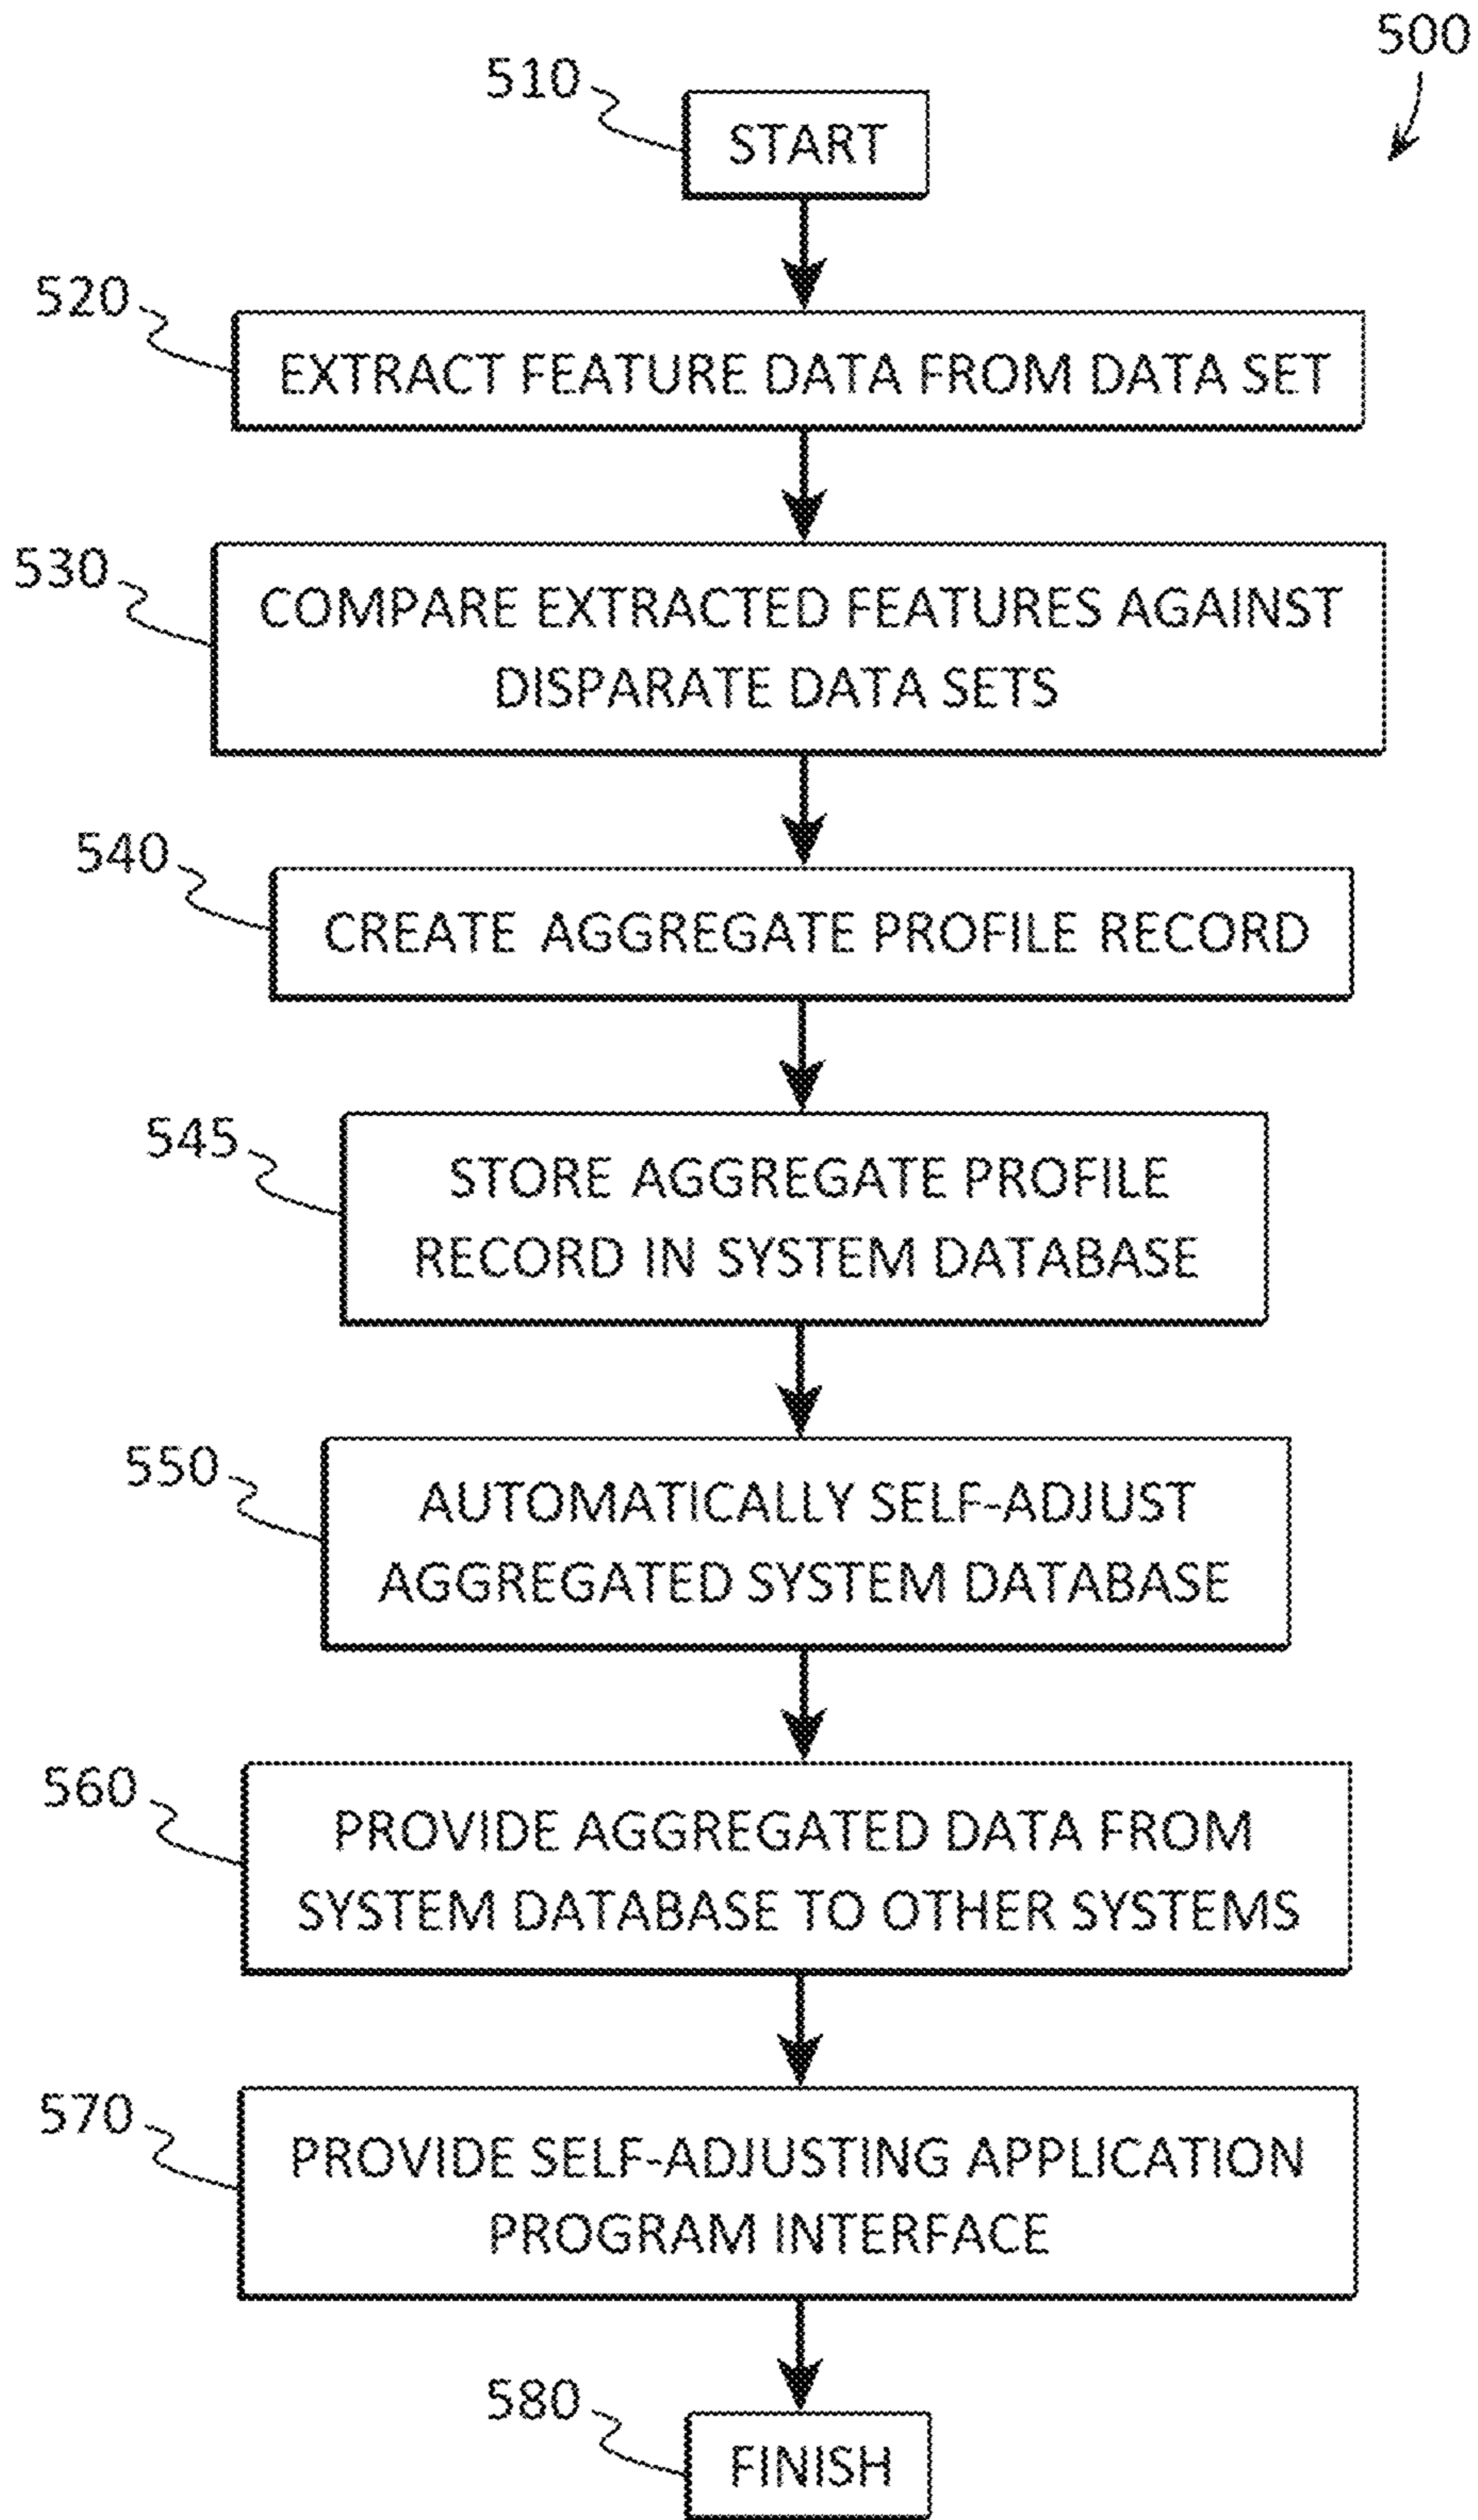 500
510
START
520
EXTRACT FEATURE DATA FROM DATA SET
530
COMPARE EXTRACTED FEATURES AGAINST
DISPARATE DATA SETS
540
CREATE AGGREGATE PROFILE RECORD
545
STORE AGGREGATE PROFILE
RECORD IN SYSTEM DATABASE
550
AUTOMATICALLY SELF-ADJUST
AGGREGATED SYSTEM DATABASE
560
PROVIDE AGGREGATED DATA FROM
SYSTEM DATABASE TO OTHER SYSTEMS
570
PROVIDE SELF-ADJUSTING APPLICATION
PROGRAM INTERFACE
580
FINISH